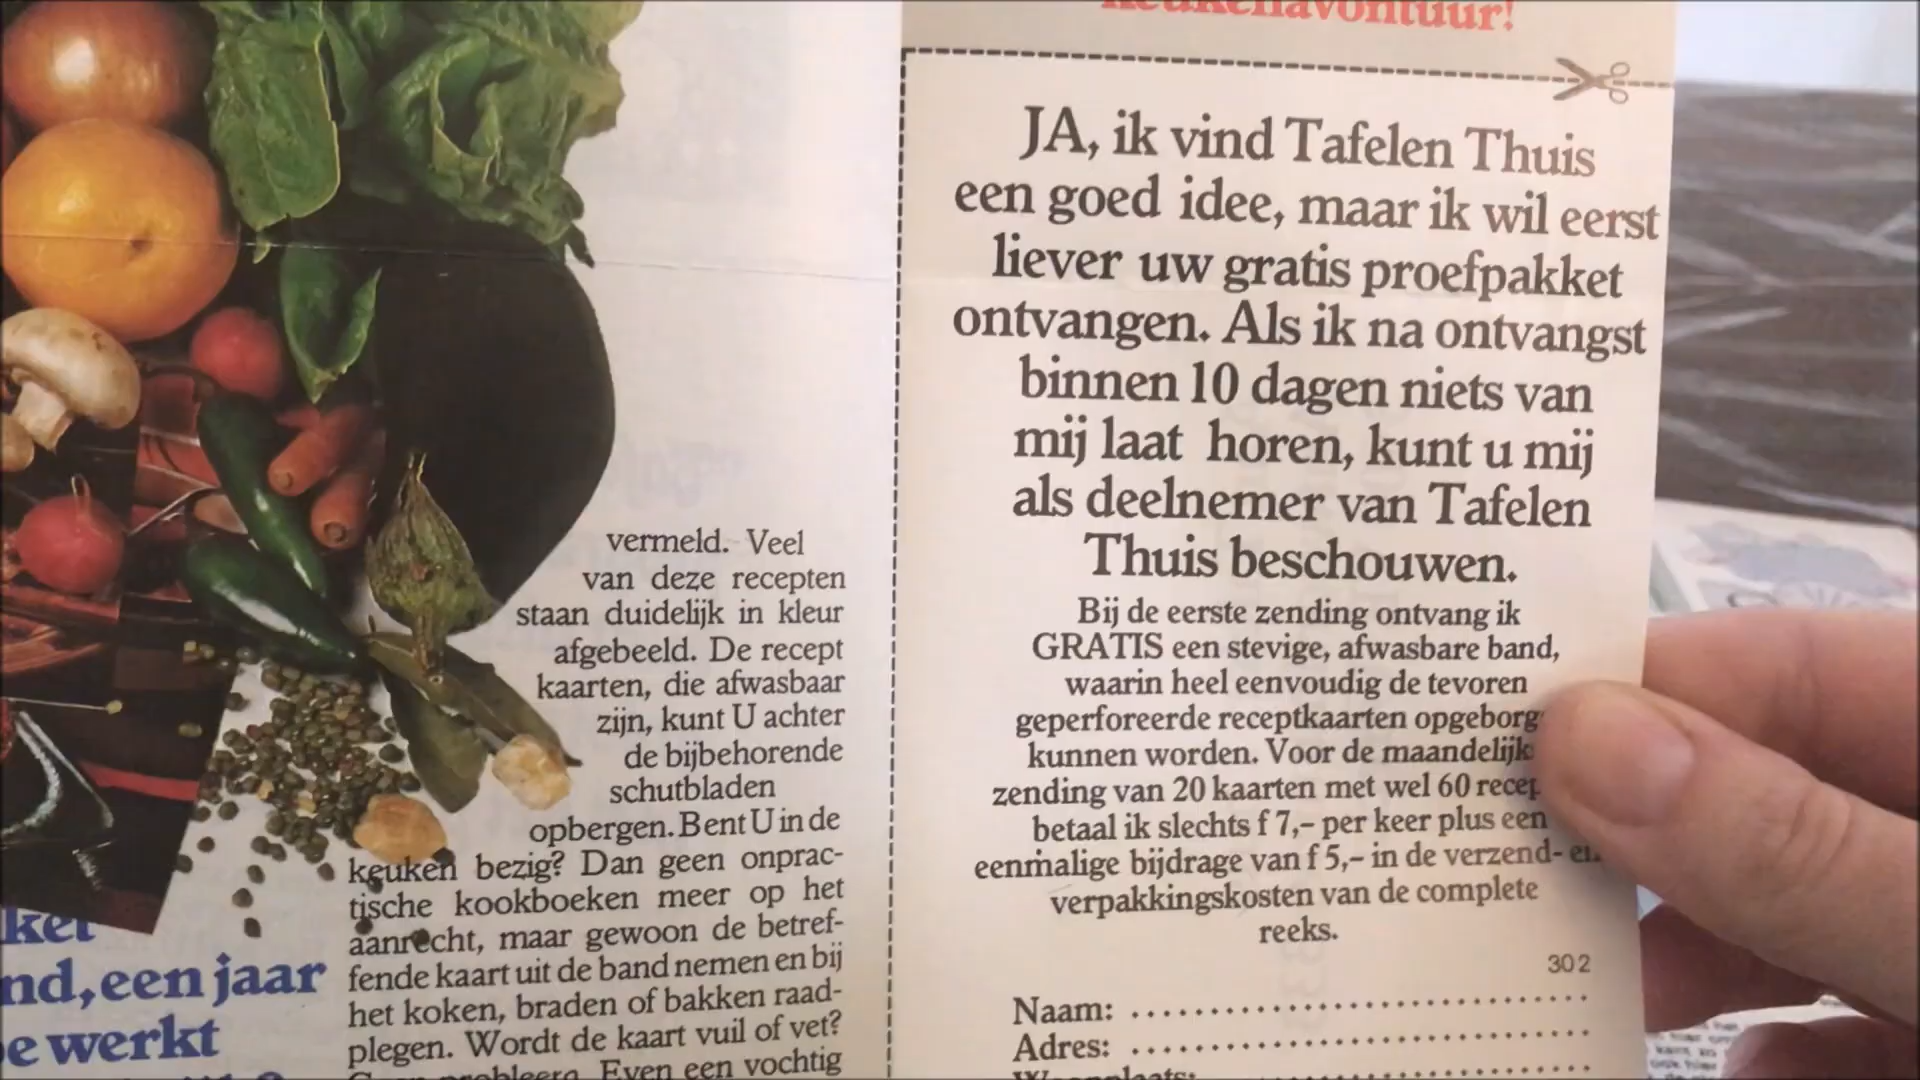 vermeld. Veel
van deze recepten
staan duidelijk in kleur
afgebeeld. De recept
kaarten, die afwasbaar
zijn, kunt U achter
de bijbehorende
schutbladen
opbergen. Bent U in de
keuken bezig? Dan geen onprac-
tische kookboeken meer op het
aanrecht, maar gewoon de betref-
fende kaart uit de band nemen en bij
het koken, braden of bakken raad-
plegen. Wordt de kaart vuil of vet?
Even een vochtig
een jaar
werkt
keukenavontuur!
JA, ik vind Tafelen Thuis
een goed idee, maar ik wil eerst
liever uw gratis proefpakket
ontvangen. Als ik na ontvangst
binnen 10 dagen niets van
mij laat horen, kunt u mij
als deelnemer van Tafelen
Thuis beschouwen.
Bij de eerste zending ontvang ik
GRATIS een stevige, afwasbare band,
waarin heel eenvoudig de tevoren
geperforeerde receptkaarten opgeborg
kunnen worden. Voor de maandelijk
zending van 20 kaarten met wel 60 recep
betaal ik slechts f 7,- per keer plus een
eenmalige bijdrage van f 5,- in de verzend- en
verpakkingskosten van de complete
reeks.
302
Naam:
Adres: